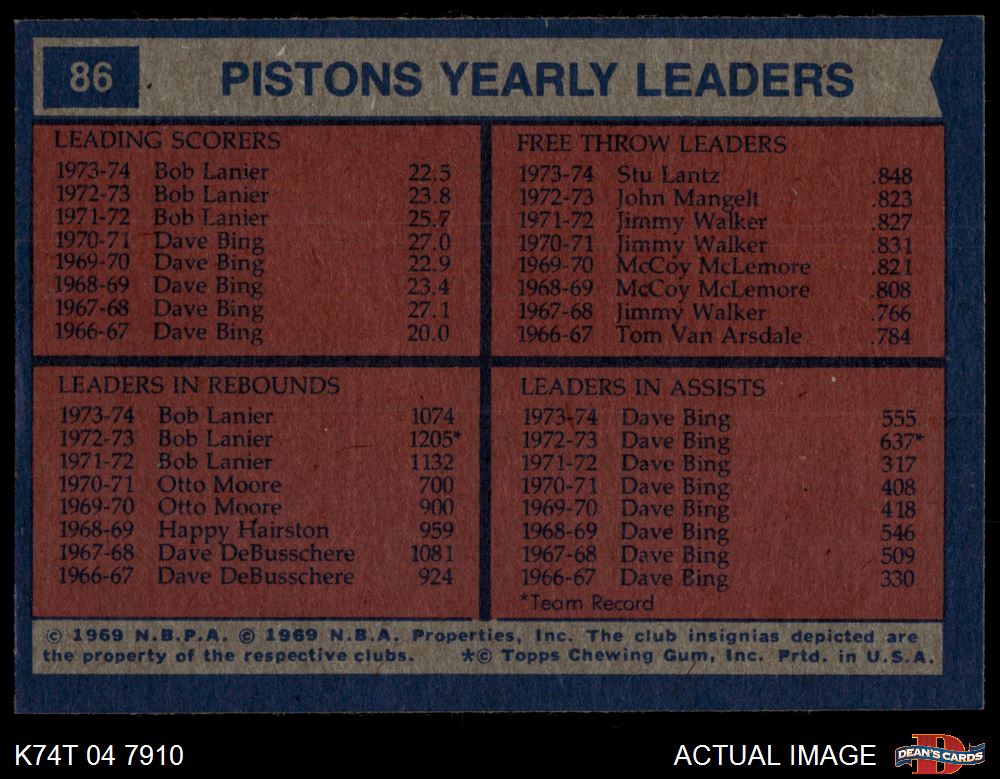 86 PISTONS YEARLY LEADERS
LEADING SCORERS
1973-74 Bob Lanier 22.5
1972-73 Bob Lanier 23.8
1971-72 Bob Lanier 25.7
1970-71 Dave Bing 27.0
1969-70 Dave Bing 22.9
1968-69 Dave Bing 23.4
1967-68 Dave Bing 27.1
1966-67 Dave Bing 20.0
FREE THROW LEADERS
1973-74 Stu Lantz .848
1972-73 John Mangelt .823
1971-72 Jimmy Walker .827
1970-71 Jimmy Walker .831
1969-70 McCoy McLemore .821
1968-69 McCoy McLemore .808
1967-68 Jimmy Walker .766
1966-67 Tom Van Arsdale .784
LEADERS IN REBOUNDS
1973-74 Bob Lanier 1074
1972-73 Bob Lanier 1205*
1971-72 Bob Lanier 1132
1970-71 Otto Moore 700
1969-70 Otto Moore 900
1968-69 Happy Hairston 959
1967-68 Dave DeBusschere 1081
1966-67 Dave DeBusschere 924
LEADERS IN ASSISTS
1973-74 Dave Bing 555
1972-73 Dave Bing 637*
1971-72 Dave Bing 317
1970-71 Dave Bing 408
1969-70 Dave Bing 418
1968-69 Dave Bing 546
1967-68 Dave Bing 509
1966-67 Dave Bing 330
*Team Record
© 1969 N.B.P.A. © 1969 N.B.A. Properties, Inc. The club insignias depicted are
the property of the respective clubs. *© Topps Chewing Gum, Inc. Prtd. in U.S.A.
K74T 04 7910 ACTUAL IMAGE D DEAN'S CARDS